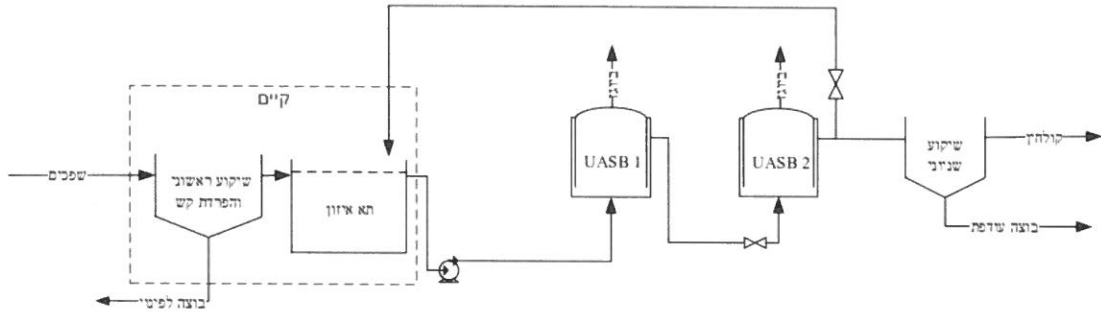 קיים
שפכים
שיקוע ראשוני
והפרדת קש
תא איזון
בוצה לפינוי
ביוגז
UASB 1
ביוגז
UASB 2
שיקוע
שניוני
קולחין
בוצה עודפת